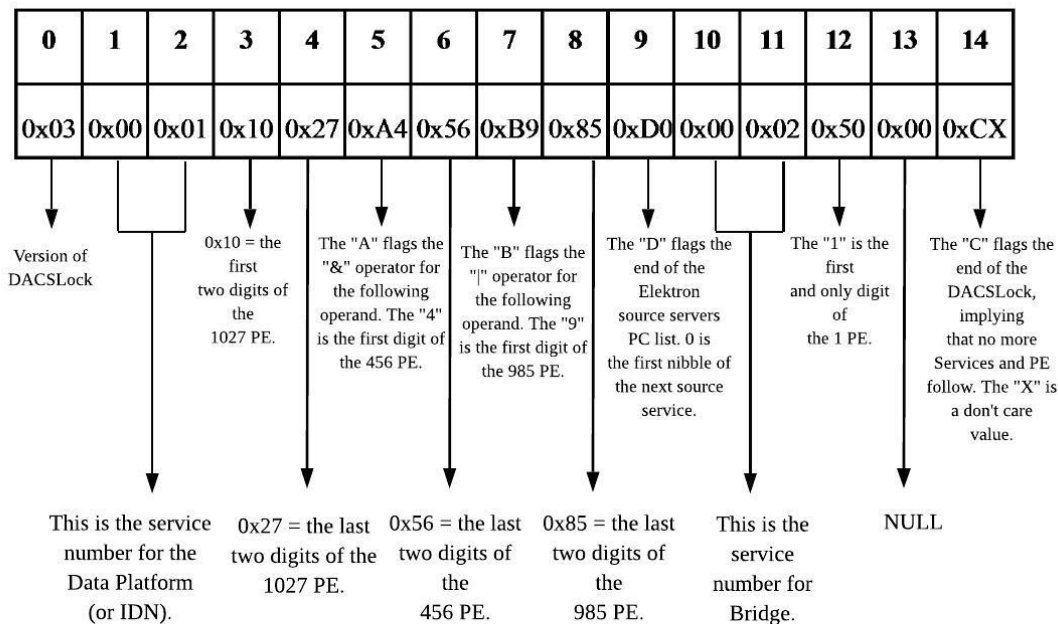 0 1 2 3 4 5 6 7 8 9 10 11 12 13 14
0x03 0x00 0x01 0x10 0x27 0xA4 0x56 0xB9 0x85 0xD0 0x00 0x02 0x50 0x00 0xCX
Version of
DACSLock
0x10 = the
first
two digits of
the
1027 PE.
The "A" flags the
"&" operator for
the following
operand. The "4"
is the first digit of
the 456 PE.
The "B" flags the
"|" operator for
the following
operand. The "9"
is the first digit of
the 985 PE.
The "D" flags the
end of the
Elektron
source servers
PC list. 0 is
the first nibble of
the next source
service.
The "1" is the
first
and only digit
of
the 1 PE.
The "C" flags the
end of the
DACSLock,
implying
that no more
Services and PE
follow. The "X" is
a don't care
value.
This is the service
number for the
Data Platform
(or IDN).
0x27 = the last
two digits of the
1027 PE.
0x56 = the last
two digits of
the
456 PE.
0x85 = the last
two digits of
the
985 PE.
This is the
service
number for
Bridge.
NULL